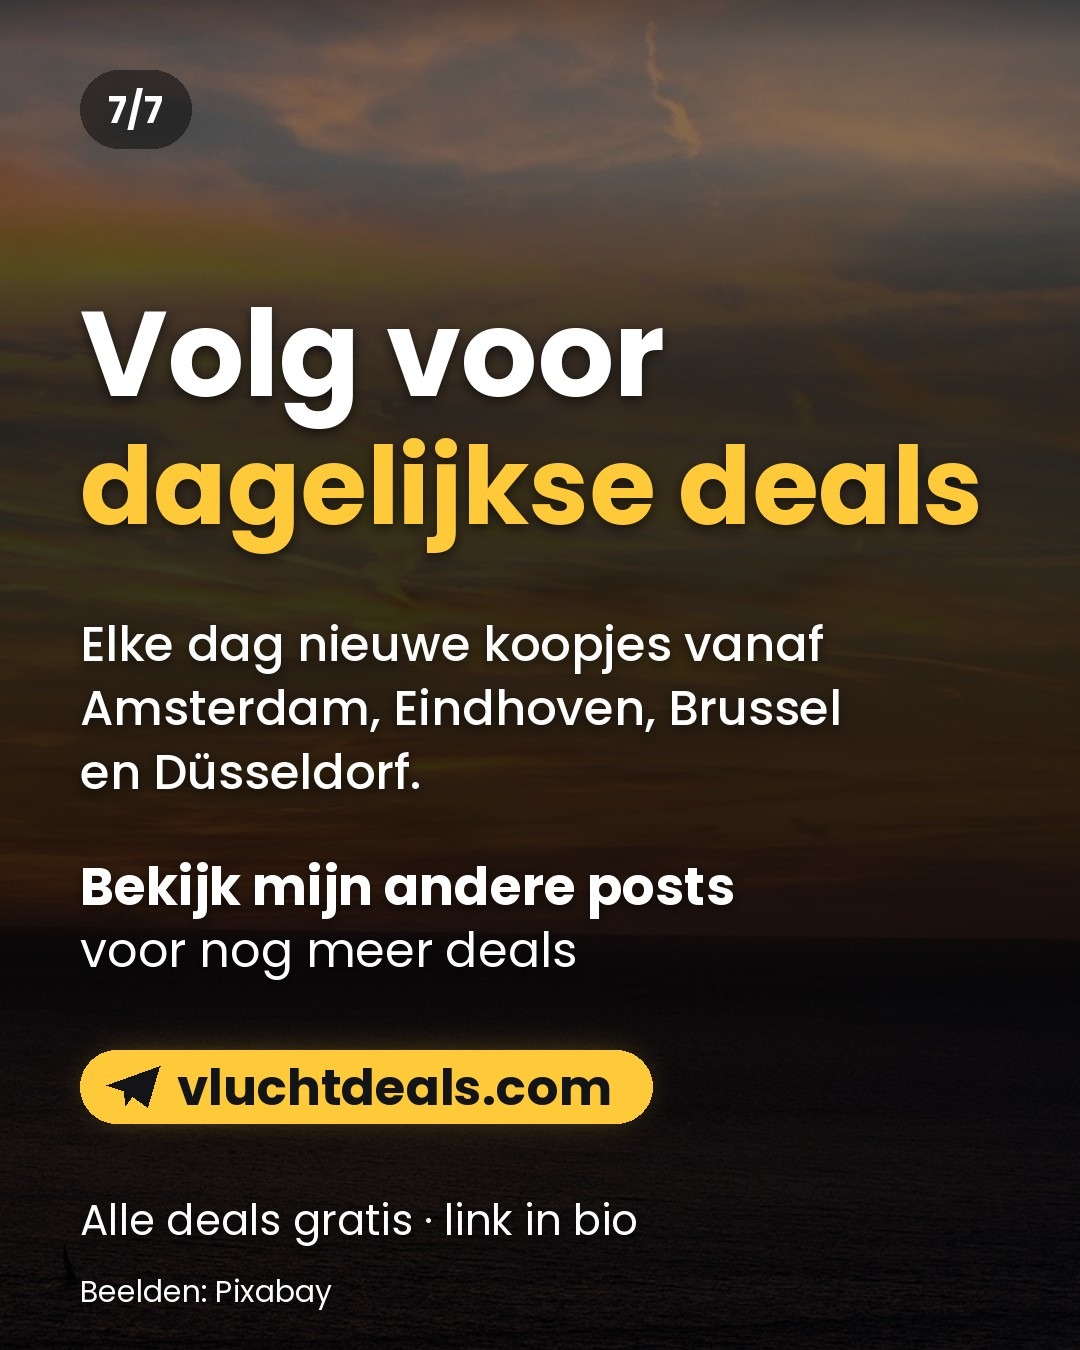 7/7
Volg voor
dagelijkse deals
Elke dag nieuwe koopjes vanaf
Amsterdam, Eindhoven, Brussel
en Düsseldorf.
Bekijk mijn andere posts
voor nog meer deals
vluchtdeals.com
Alle deals gratis · link in bio
Beelden: Pixabay